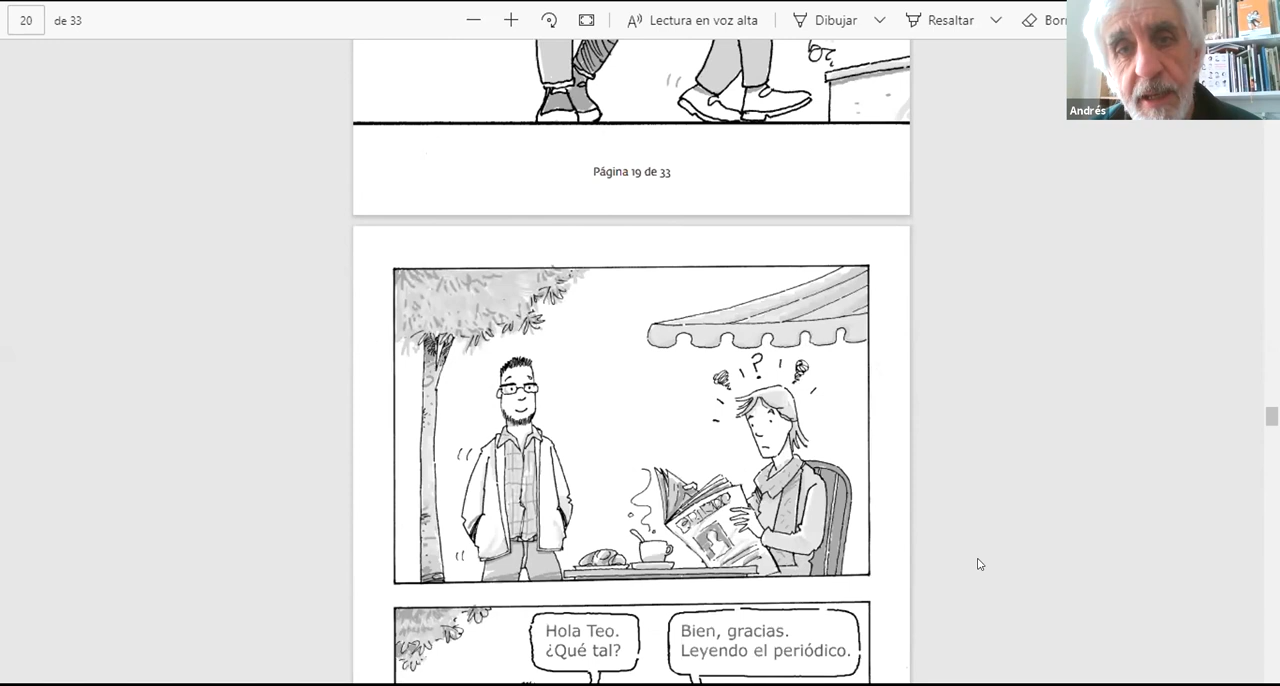 20 de 33 Lectura en voz alta Dibujar Resaltar
Andrés
Página 19 de 33
?
Hola Teo.
¿Qué tal?
Bien, gracias.
Leyendo el periódico.